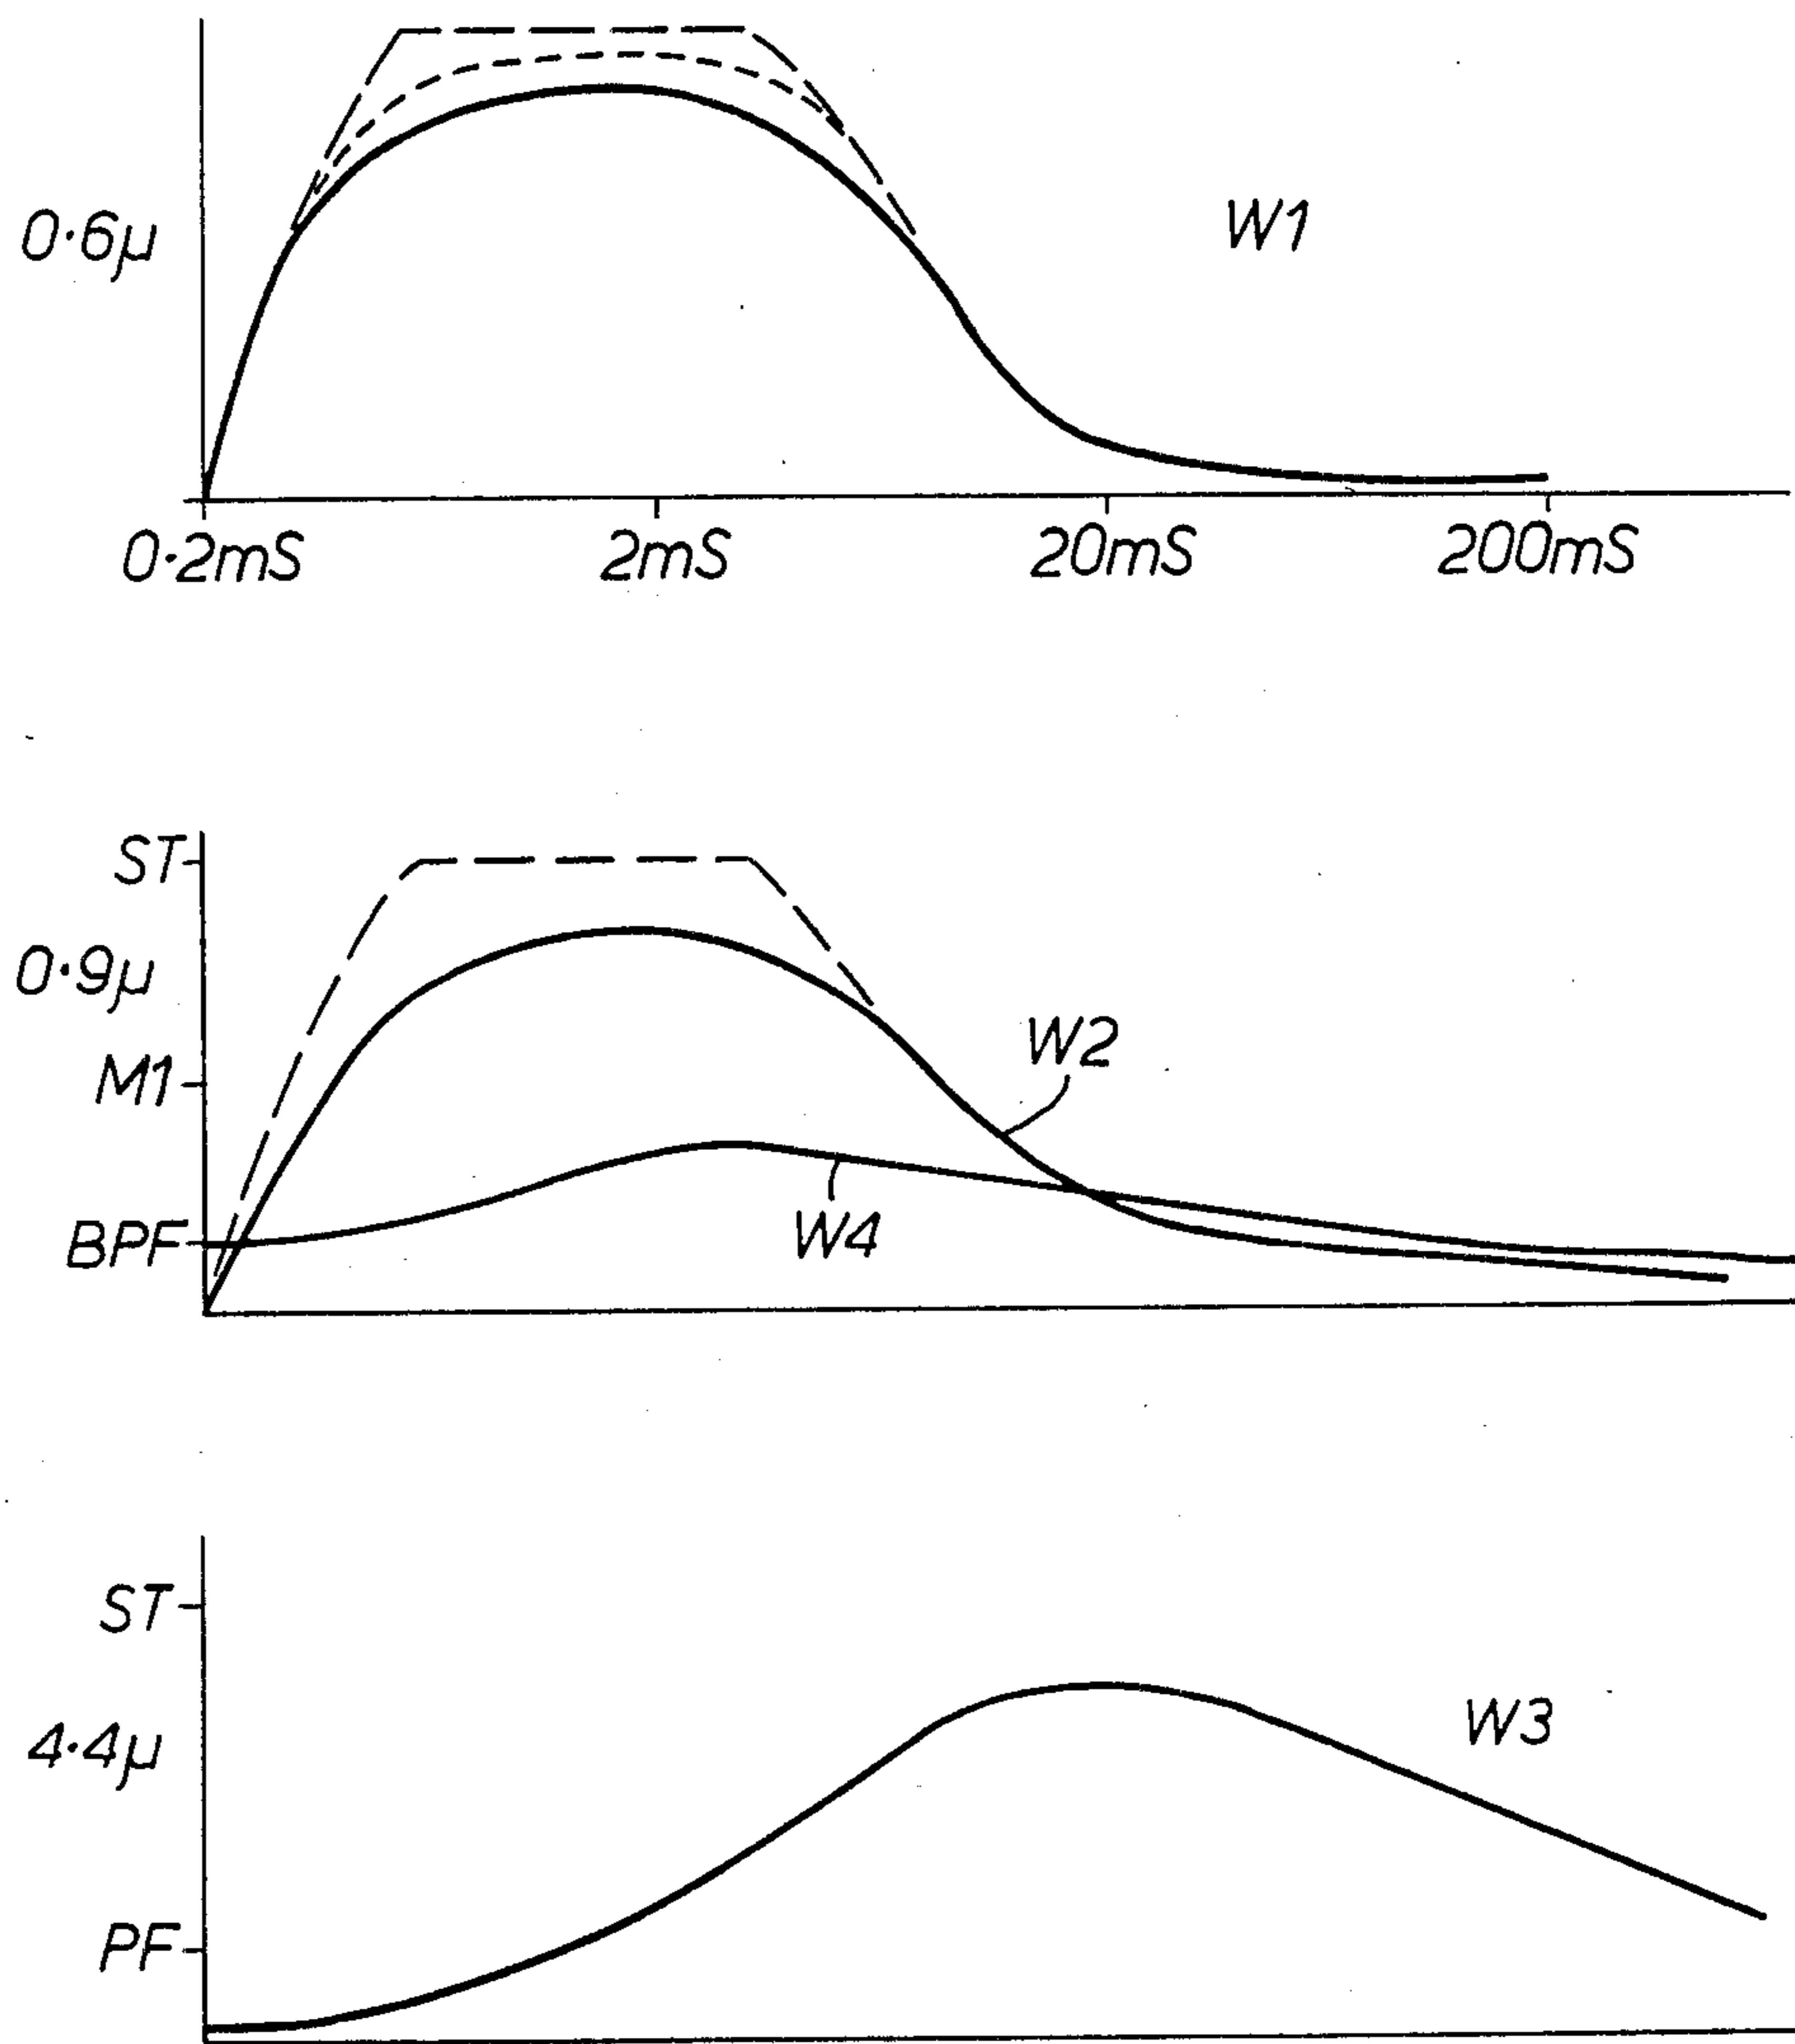 0·6μ
W1
0·2mS 2mS 20mS 200mS
ST
0·9μ
W2
M1
W4
BPF
ST
W3
4·4μ
PF